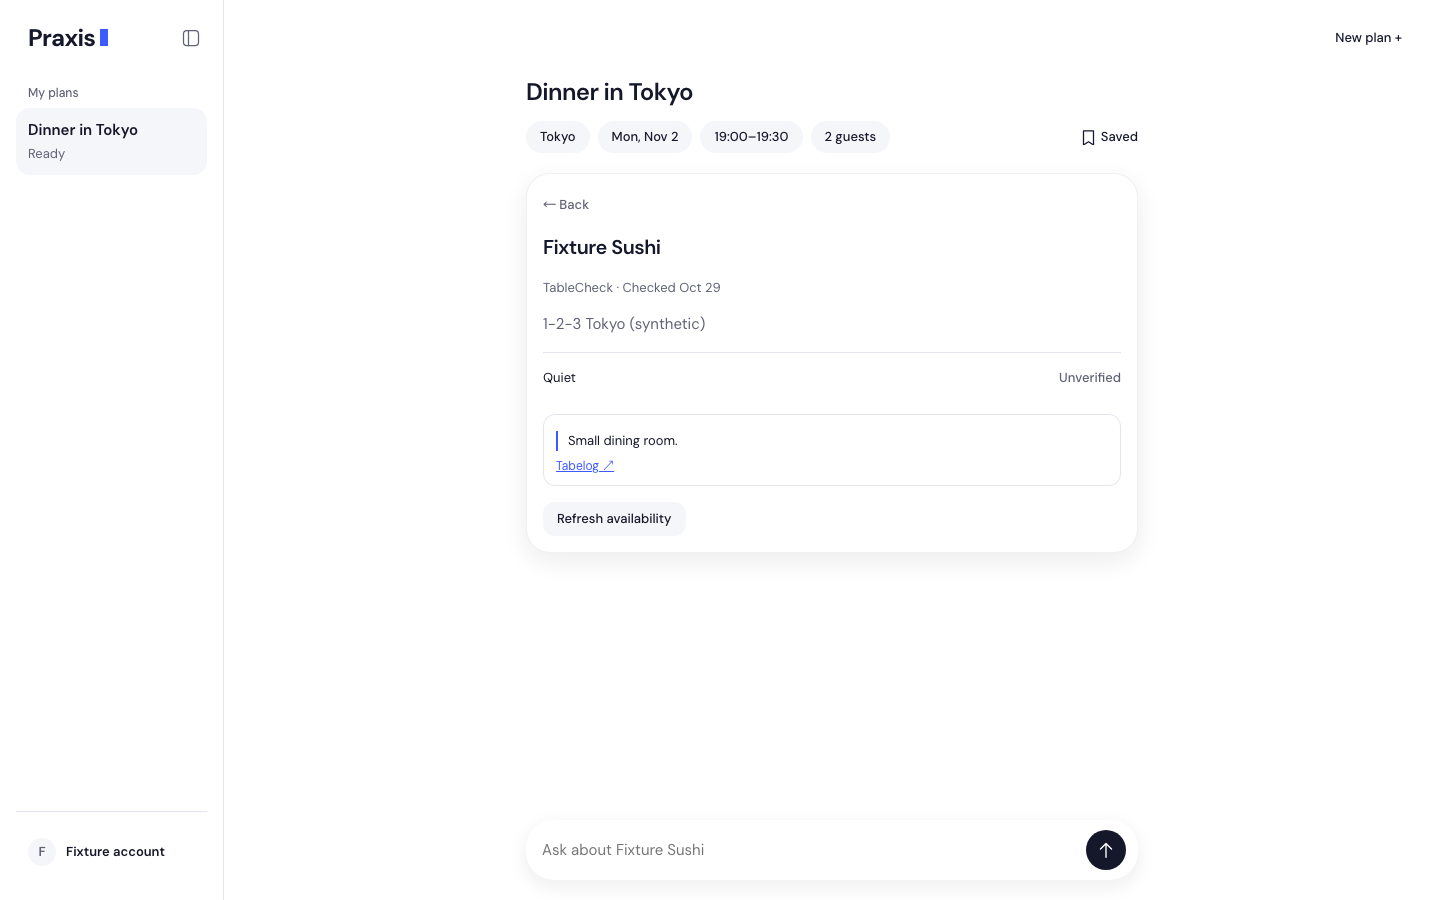 Praxis
My plans
Dinner in Tokyo
Ready
F Fixture account
New plan +
Dinner in Tokyo
Tokyo Mon, Nov 2 19:00–19:30 2 guests Saved
← Back
Fixture Sushi
TableCheck · Checked Oct 29
1-2-3 Tokyo (synthetic)
Quiet Unverified
Small dining room.
Tabelog ↗
Refresh availability
Ask about Fixture Sushi